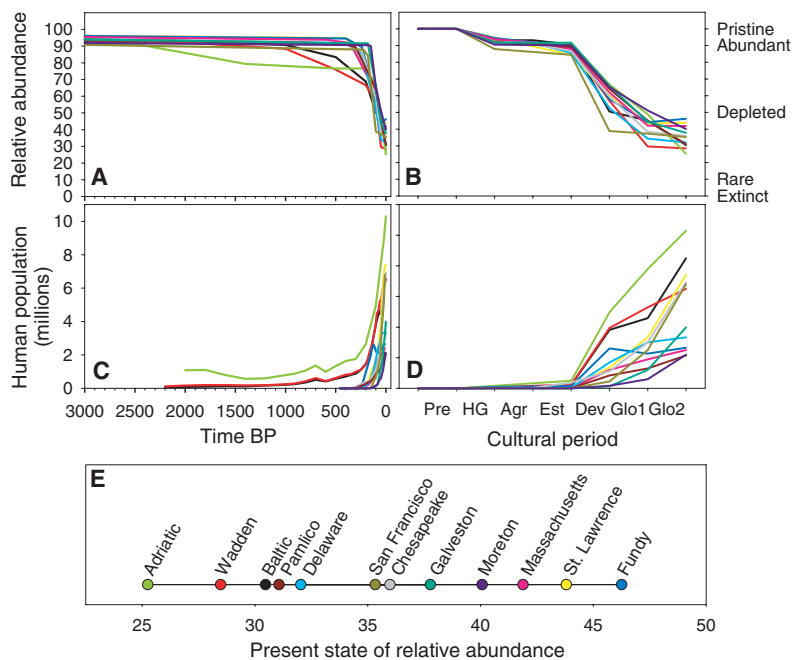 Relative abundance
100
90
80
70
60
50
40
30
20
10
0
A
B
Pristine
Abundant
Depleted
Rare
Extinct
Human population
(millions)
10
8
6
4
2
0
C
D
3000 2500 2000 1500 1000 500 0
Time BP
Pre HG Agr Est Dev Glo1 Glo2
Cultural period
E
Adriatic
Wadden
Baltic
Pamlico
Delaware
San Francisco
Chesapeake
Galveston
Moreton
Massachusetts
St. Lawrence
Fundy
25 30 35 40 45 50
Present state of relative abundance